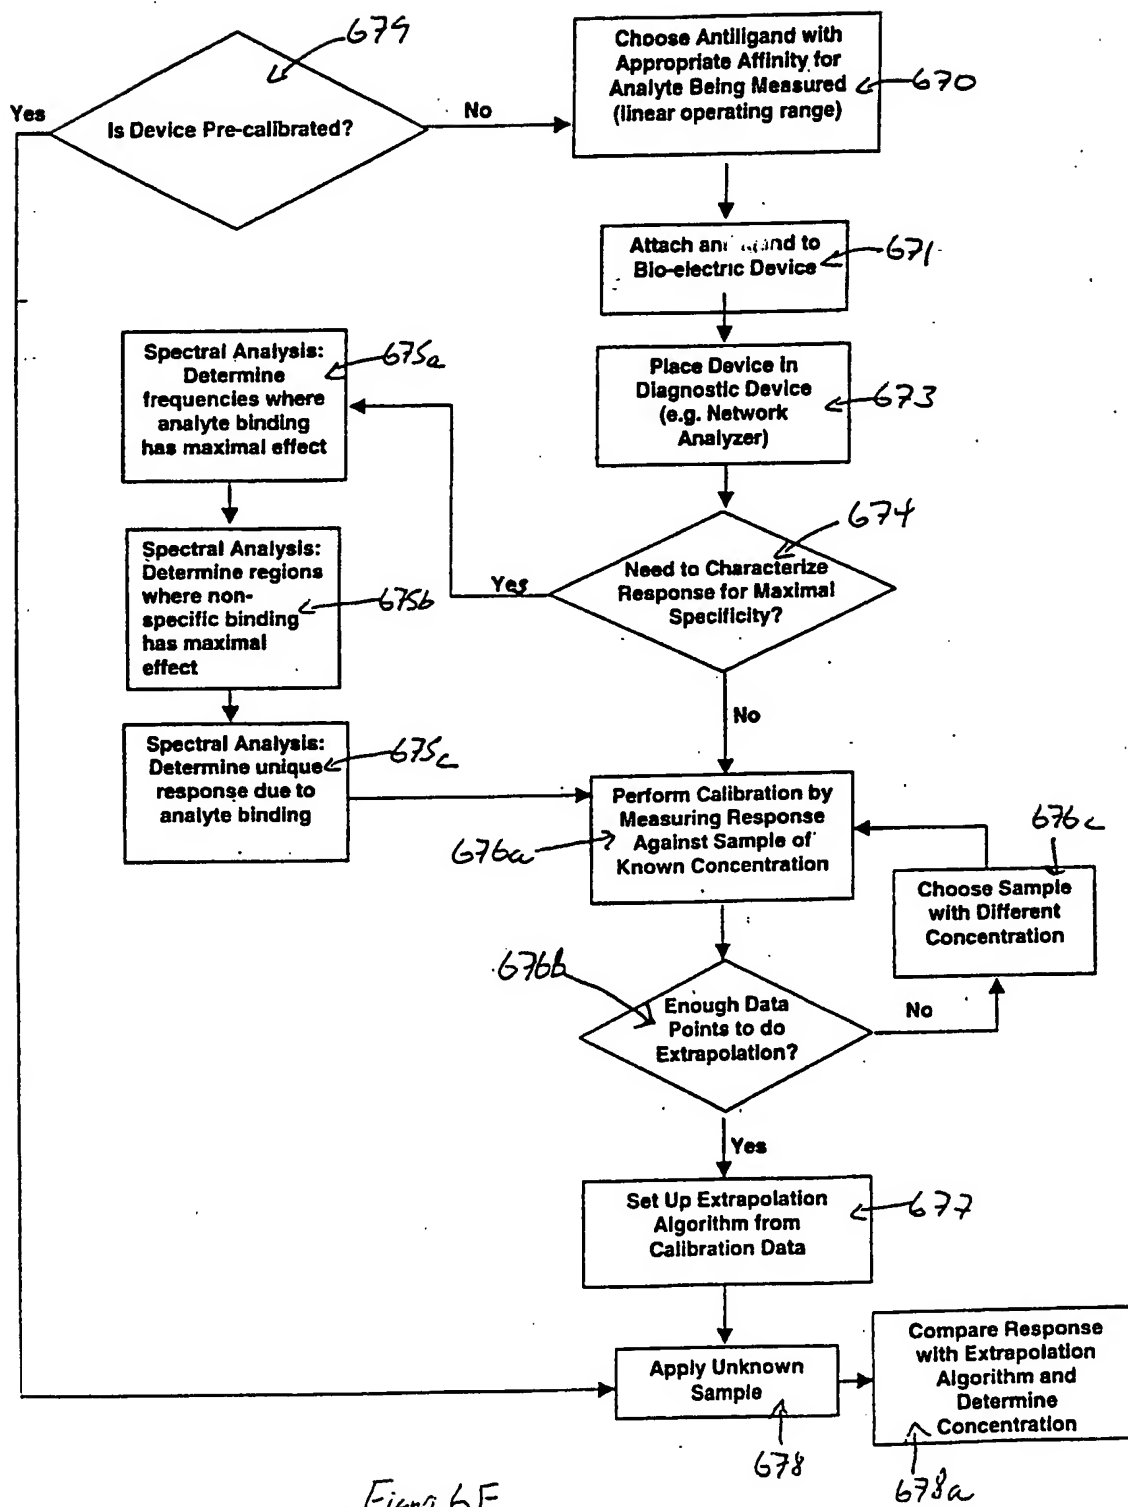 679
Is Device Pre-calibrated?
Yes
No
Choose Antiligand with
Appropriate Affinity for
Analyte Being Measured
(linear operating range)
670
Attach to
Bio-electric Device
671
Place Device in
Diagnostic Device
(e.g. Network
Analyzer)
673
Need to Characterize
Response for Maximal
Specificity?
674
Yes
No
Spectral Analysis:
Determine
frequencies where
analyte binding
has maximal effect
675a
Spectral Analysis:
Determine regions
where non-
specific binding
has maximal
effect
675b
Spectral Analysis:
Determine unique
response due to
analyte binding
675c
Perform Calibration by
Measuring Response
Against Sample of
Known Concentration
676a
676c
Choose Sample
with Different
Concentration
676b
Enough Data
Points to do
Extrapolation?
No
Yes
Set Up Extrapolation
Algorithm from
Calibration Data
677
Apply Unknown
Sample
678
Compare Response
with Extrapolation
Algorithm and
Determine
Concentration
678a
6F